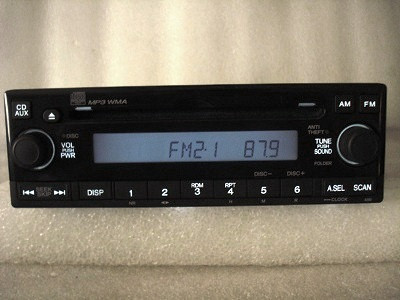 MP3 WMA
CD
AUX
AM
FM
DISC
ANTI
THEFT
VOL
PUSH
PWR
FM2-1 87.9
TUNE
PUSH
SOUND
FOLDER
DISC−
DISC+
DISP
1
2
RDM
3
RPT
4
5
6
A.SEL
SCAN
CLOCK